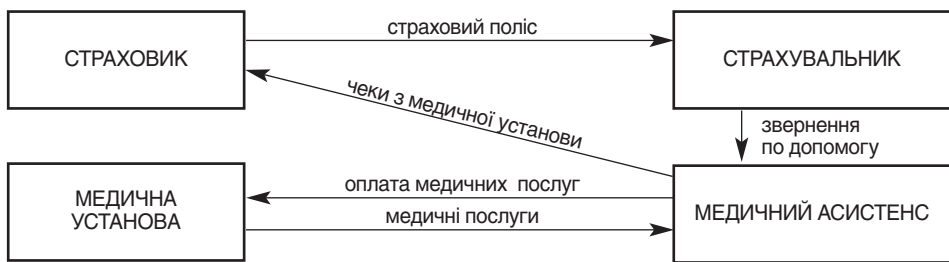 страховий поліс
СТРАХОВИК
СТРАХУВАЛЬНИК
чеки з медичної установи
звернення
по допомогу
оплата медичних послуг
МЕДИЧНА
УСТАНОВА
МЕДИЧНИЙ АСИСТЕНС
медичні послуги